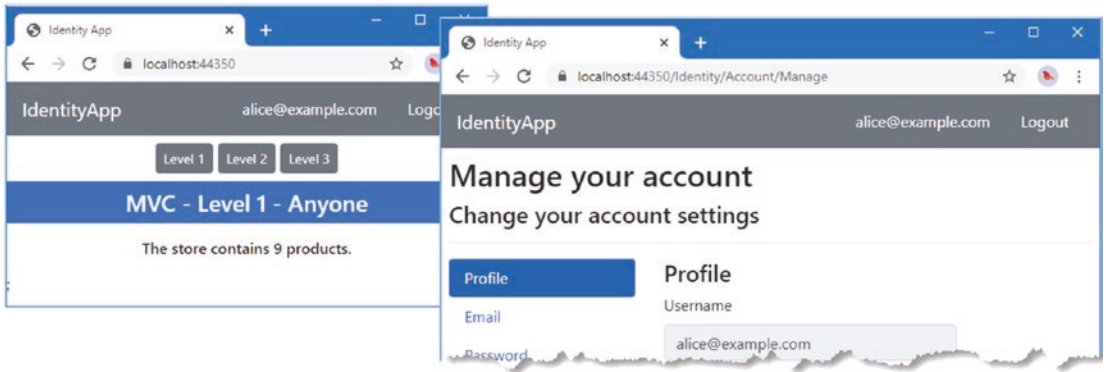 Identity App
localhost:44350
IdentityApp alice@example.com
Level 1 Level 2 Level 3
MVC - Level 1 - Anyone
The store contains 9 products.
;
Identity App
localhost:44350/Identity/Account/Manage
IdentityApp alice@example.com Logout
Manage your account
Change your account settings
Profile
Email
Password
Profile
Username
alice@example.com